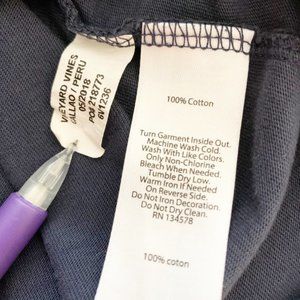 VINEYARD VINES
CALLAO / PERU
052018
PO# 218773
6V1236
100% Cotton
Turn Garment Inside Out.
Machine Wash Cold.
Wash With Like Colors.
Only Non-Chlorine
Bleach When Needed.
Tumble Dry Low.
Warm Iron If Needed
On Reverse Side.
Do Not Iron Decoration.
Do Not Dry Clean.
RN 134578
100% coton